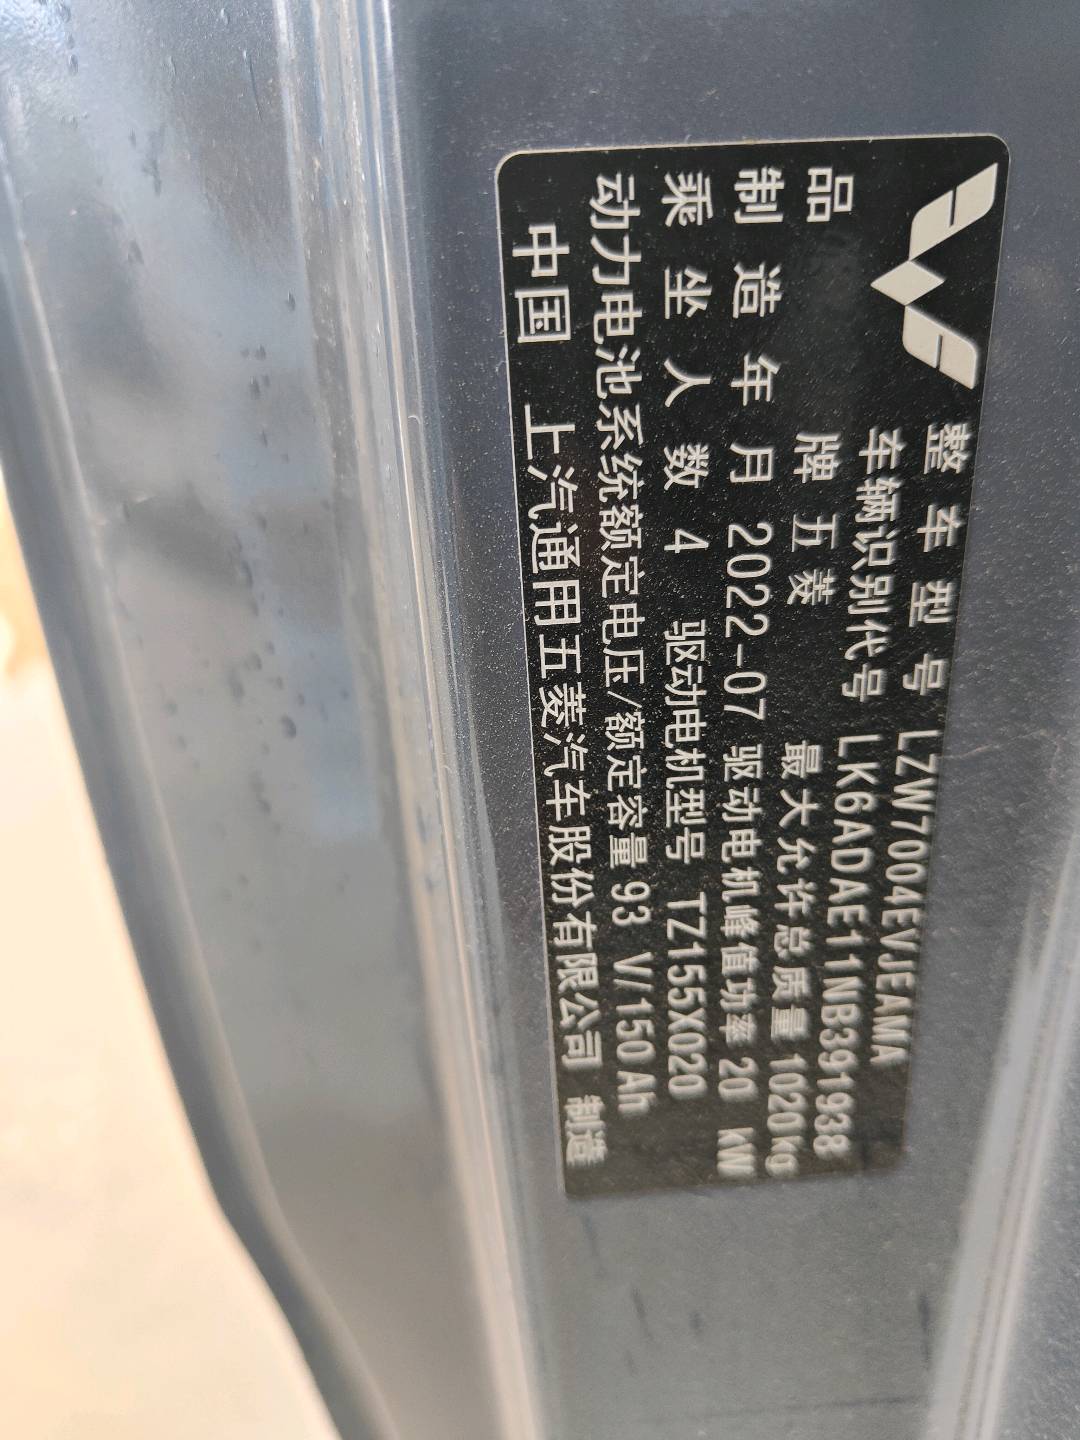 整车型号 LZW7004EVJEAMA
车辆识别代号 LK6ADAE11NB391938
品牌 五菱 最大允许总质量 1020kg
制造年月 2022-07 驱动电机峰值功率 20 KW
乘坐人数 4 驱动电机型号 TZ155X020
动力电池系统额定电压/额定容量 93 V/150 Ah
中国 上汽通用五菱汽车股份有限公司 制造